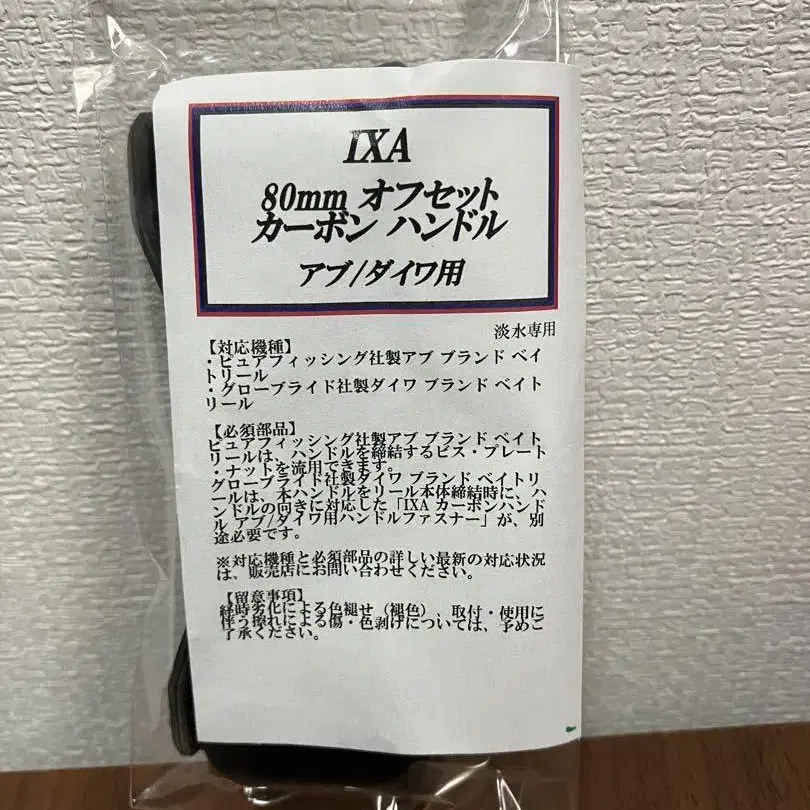 IXA
80mm オフセット
カーボン ハンドル
アブ/ダイワ用
淡水専用
【対応機種】
・ピュアフィッシング社製アブ ブランド ベイ
トリール
・グローブライド社製ダイワ ブランド ベイト
リール
【必須部品】
ピュアフィッシング社製アブ ブランド ベイト
リールは、ハンドルを締結するビス・プレート
・ナットを流用できます。
グローブライド社製ダイワ ブランド ベイトリ
ールは、本ハンドルをリール本体締結時に、ハ
ンドルの向きに対応した「IXA カーボンハンド
ル アブ/ダイワ用ハンドルファスナー」が、別
途必要です。
※対応機種と必須部品の詳しい最新の対応状況
は、販売店にお問い合わせください。
【留意事項】
経時劣化による色褪せ（褪色）、取付・使用に
伴う擦れによる傷・色剥げについては、予めご
了承ください。